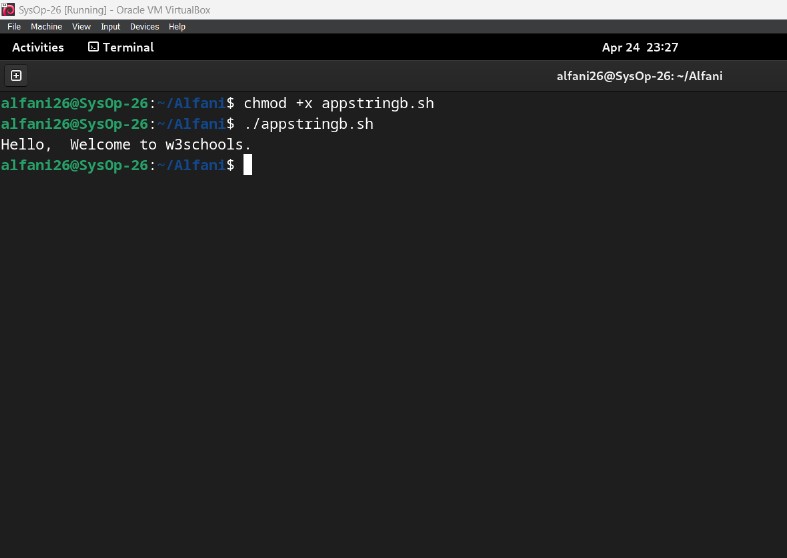 SysOp-26 [Running] - Oracle VM VirtualBox
File Machine View Input Devices Help
Activities Terminal Apr 24 23:27
alfani26@SysOp-26: ~/Alfani
alfani26@SysOp-26:~/Alfani$ chmod +x appstringb.sh
alfani26@SysOp-26:~/Alfani$ ./appstringb.sh
Hello,  Welcome to w3schools.
alfani26@SysOp-26:~/Alfani$